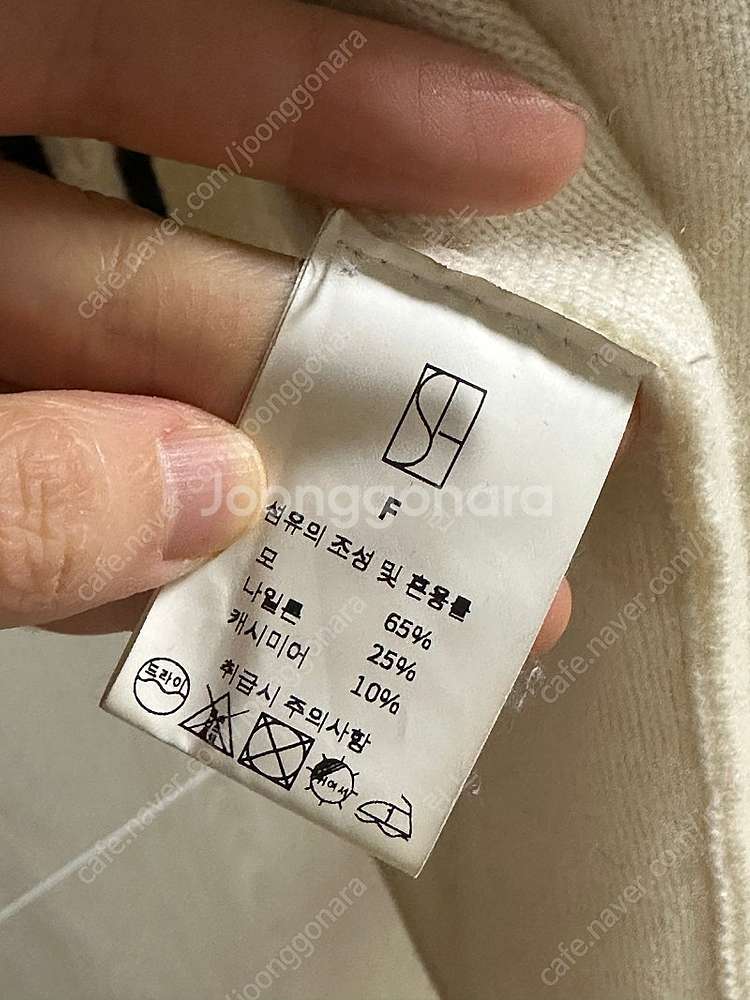 SH
F
섬유의 조성 및 혼용률
모 65%
나일론 25%
캐시미어 10%
취급시 주의사항
드라이
Joonggonara
cafe.naver.com/joonggonara